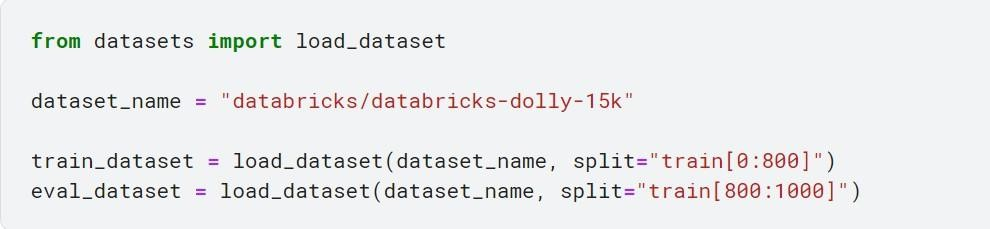 from datasets import load_dataset
dataset_name = "databricks/databricks-dolly-15k"
train_dataset = load_dataset(dataset_name, split="train[0:800]")
eval_dataset = load_dataset(dataset_name, split="train[800:1000]")